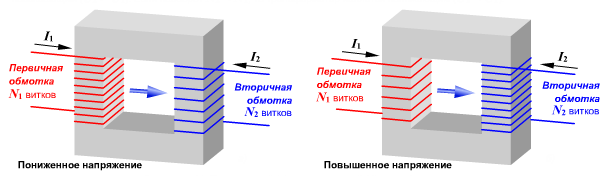 I1
Первичная
обмотка
N1 витков
I2
Вторичная
обмотка
N2 витков
Пониженное напряжение
I1
Первичная
обмотка
N1 витков
I2
Вторичная
обмотка
N2 витков
Повышенное напряжение